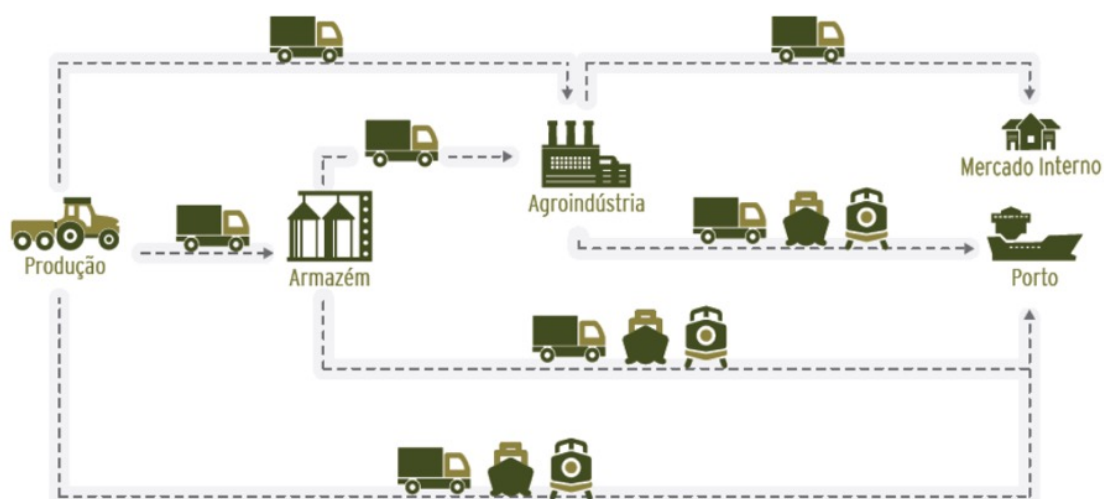 Mercado Interno
Agroindústria
Produção
Armazém
Porto